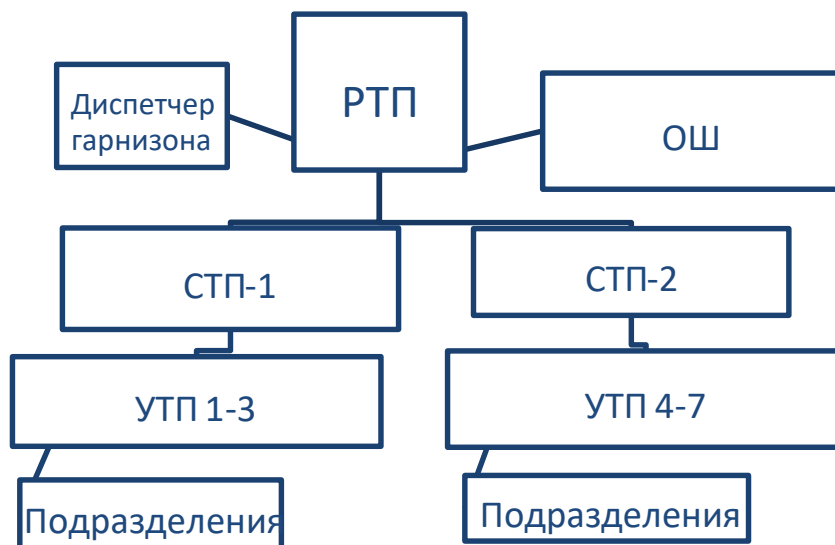 РТП
Диспетчер
гарнизона
ОШ
СТП-1
СТП-2
УТП 1-3
УТП 4-7
Подразделения
Подразделения